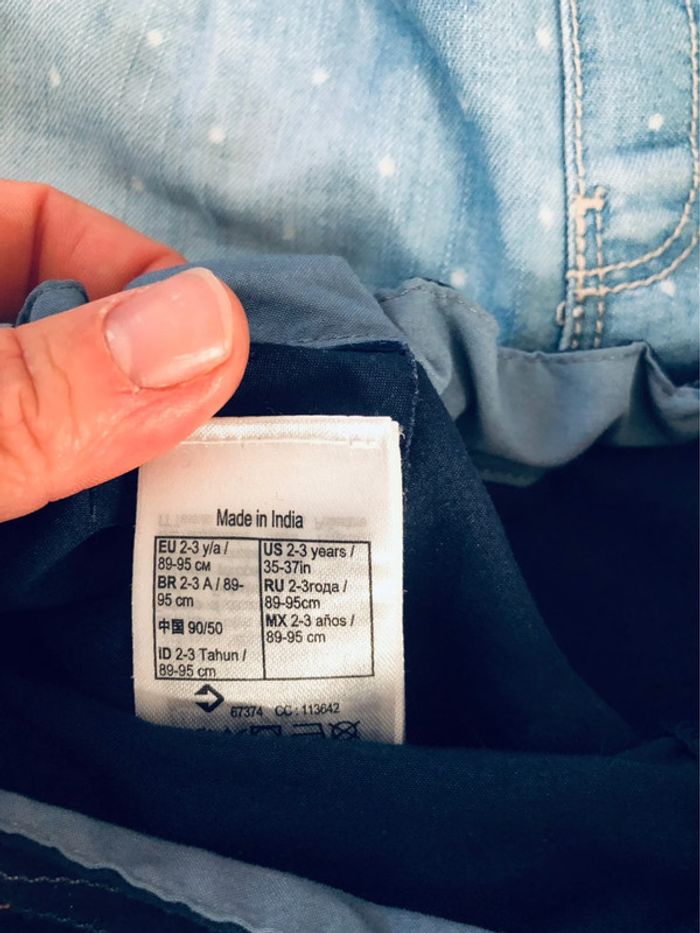 Made in India
EU 2-3 y/a /
89-95 см
BR 2-3 A / 89-
95 cm
中国 90/50
ID 2-3 Tahun /
89-95 cm
US 2-3 years /
35-37in
RU 2-3года /
89-95cm
MX 2-3 años /
89-95 cm
67374 CC : 113642